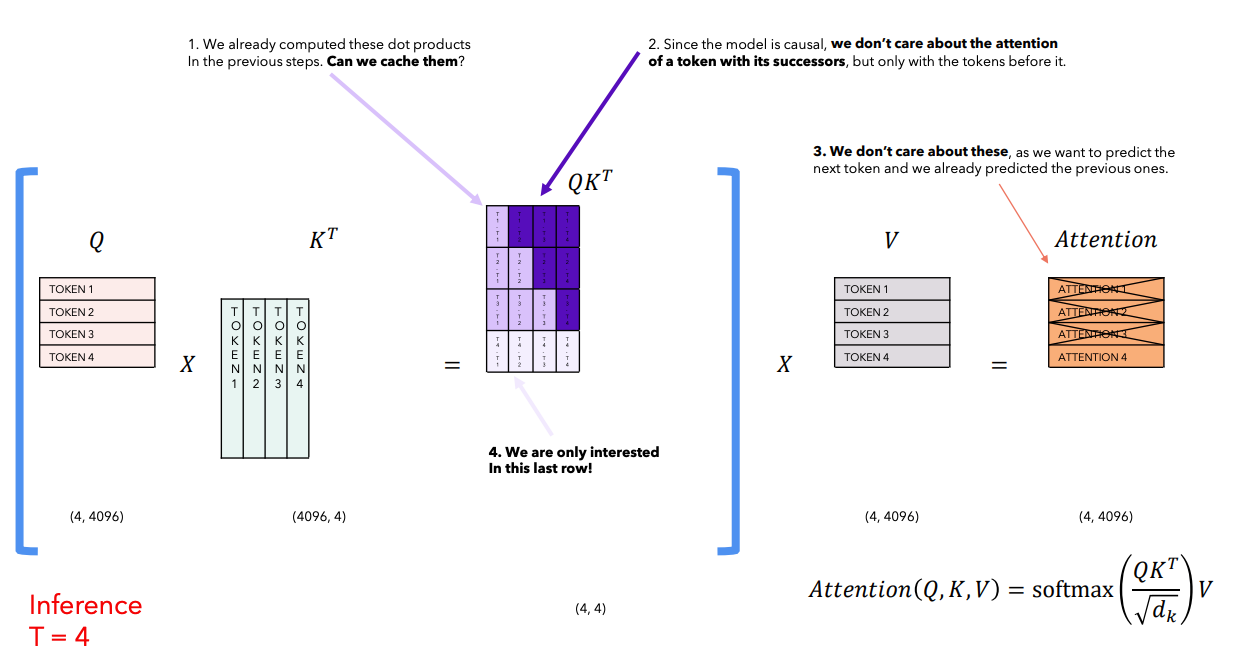 1. We already computed these dot products
In the previous steps. Can we cache them?
2. Since the model is causal, we don't care about the attention
of a token with its successors, but only with the tokens before it.
3. We don't care about these, as we want to predict the
next token and we already predicted the previous ones.
Q
K^T
QK^T
V
Attention
TOKEN 1
TOKEN 2
TOKEN 3
TOKEN 4
X
TOKEN 1
TOKEN 2
TOKEN 3
TOKEN 4
=
T1·T1 T1·T2 T1·T3 T1·T4
T2·T1 T2·T2 T2·T3 T2·T4
T3·T1 T3·T2 T3·T3 T3·T4
T4·T1 T4·T2 T4·T3 T4·T4
X
TOKEN 1
TOKEN 2
TOKEN 3
TOKEN 4
=
ATTENTION 1
ATTENTION 2
ATTENTION 3
ATTENTION 4
4. We are only interested
In this last row!
(4, 4096)
(4096, 4)
(4, 4096)
(4, 4096)
(4, 4)
Attention(Q, K, V) = softmax(QK^T / √d_k)V
Inference
T = 4